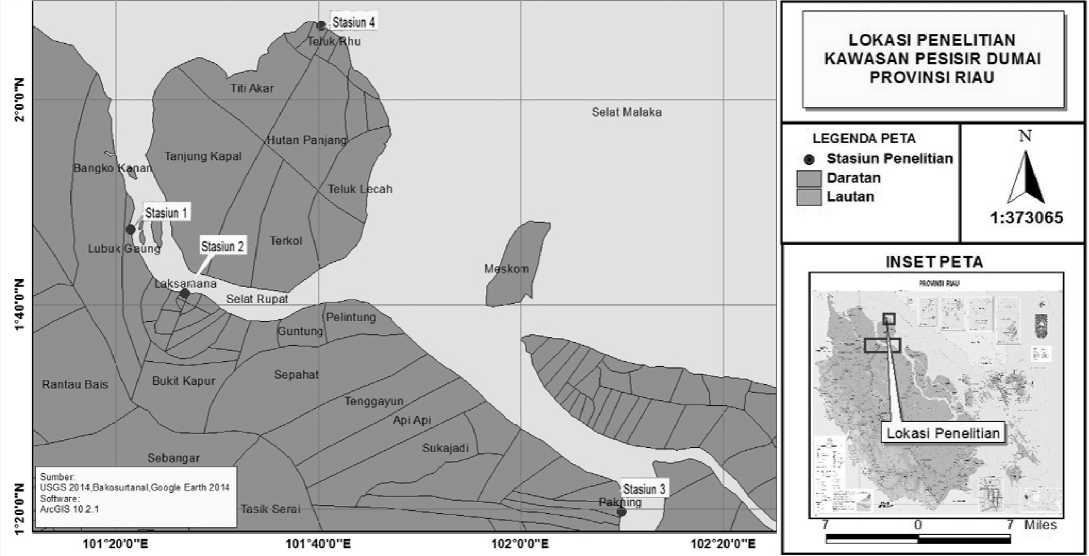 Stasiun 4
Teluk Rhu
Titi Akar
Selat Malaka
Hutan Panjang
Tanjung Kapal
Bangko Kanan
Teluk Lecah
Stasiun 1
Terkol
Stasiun 2
Lubuk Gaung
Meskom
Laksamana
Selat Rupat
Pelintung
Guntung
Sepahat
Bukit Kapur
Rantau Bais
Tenggayun
Api Api
Sukajadi
Sebangar
Stasiun 3
Pakning
Tasik Serai
Sumber:
USGS 2014,Bakosurtanal,Google Earth 2014
Software:
ArcGIS 10.2.1
2°0'0"N
1°40'0"N
1°20'0"N
101°20'0"E
101°40'0"E
102°0'0"E
102°20'0"E
LOKASI PENELITIAN
KAWASAN PESISIR DUMAI
PROVINSI RIAU
LEGENDA PETA
Stasiun Penelitian
Daratan
Lautan
N
1:373065
INSET PETA
PROVINSI RIAU
Lokasi Penelitian
7 0 7 Miles